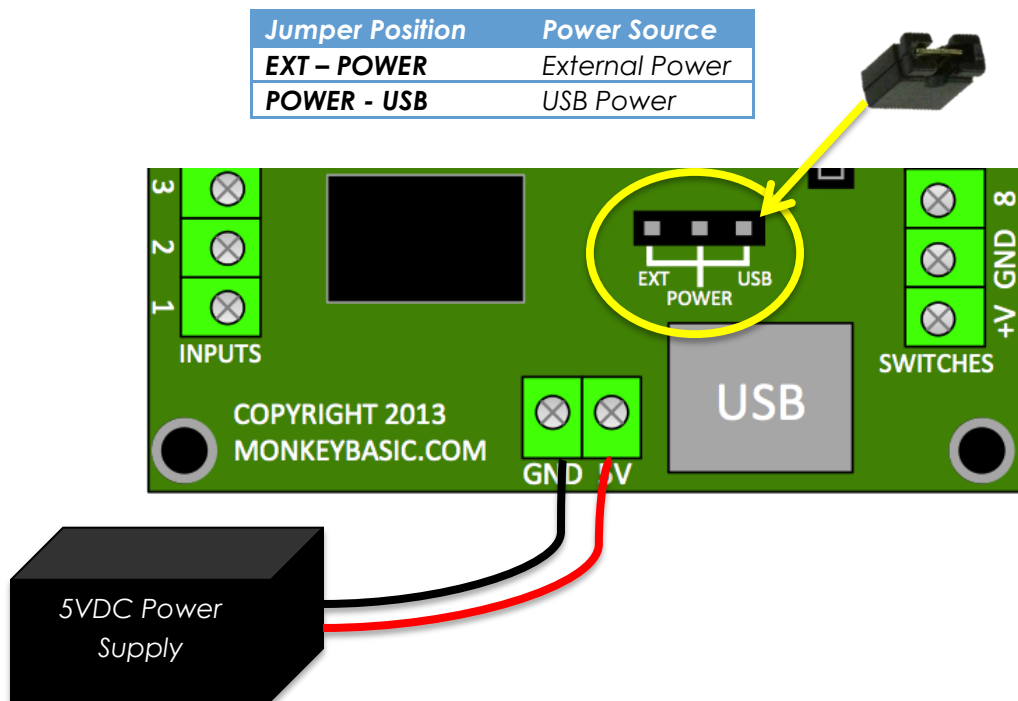 Jumper Position Power Source
EXT – POWER External Power
POWER - USB USB Power
3
2
1
INPUTS
EXT USB
POWER
8
GND
+V
SWITCHES
USB
COPYRIGHT 2013
MONKEYBASIC.COM
GND 5V
5VDC Power
Supply